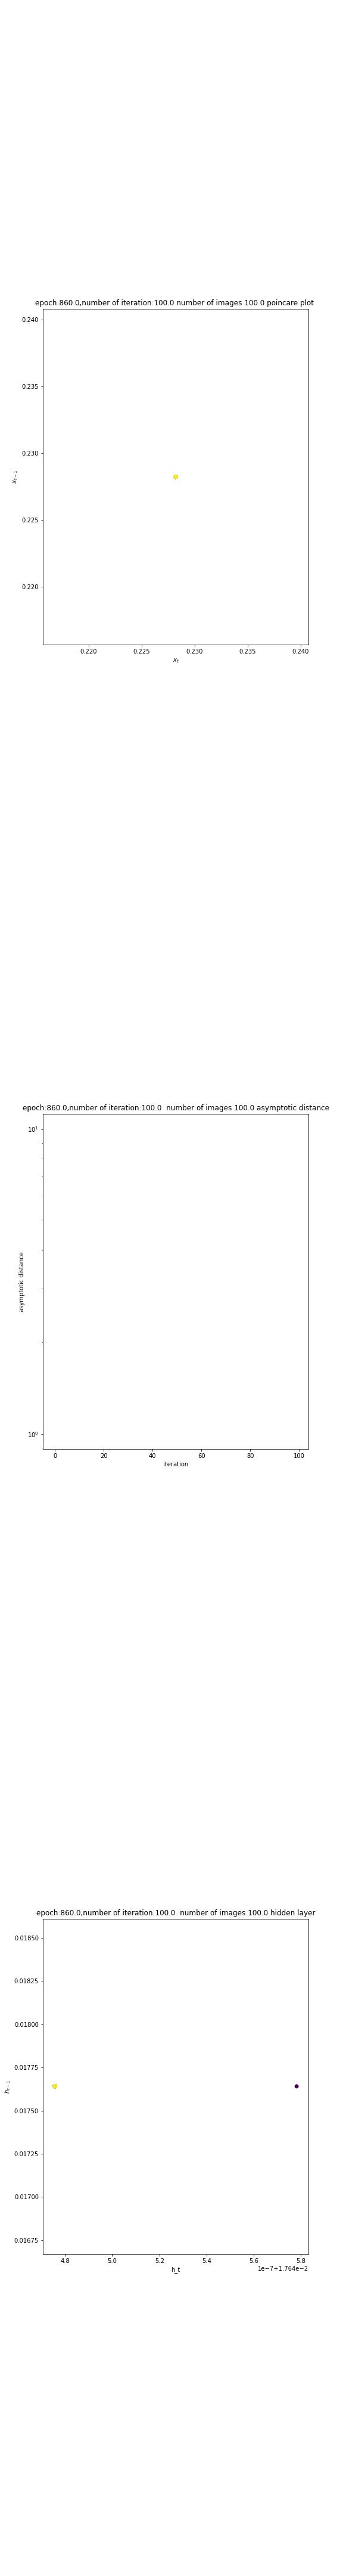 epoch:860.0,number of iteration:100.0 number of images 100.0 poincare plot
0.240
0.235
0.230
0.225
0.220
x_{t-1}
0.220 0.225 0.230 0.235 0.240
x_t
epoch:860.0,number of iteration:100.0  number of images 100.0 asymptotic distance
10^1
asymptotic distance
10^0
0 20 40 60 80 100
iteration
epoch:860.0,number of iteration:100.0  number of images 100.0 hidden layer
0.01850
0.01825
0.01800
0.01775
0.01750
0.01725
0.01700
0.01675
h_{t-1}
4.8 5.0 5.2 5.4 5.6 5.8
1e−7+1.764e−2
h_t